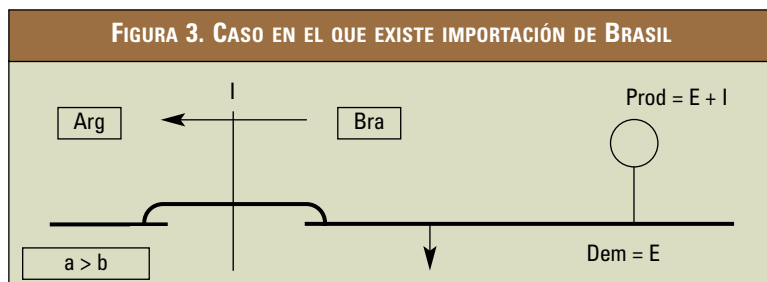 FIGURA 3. CASO EN EL QUE EXISTE IMPORTACIÓN DE BRASIL
I
Prod = E + I
Arg
Bra
Dem = E
a > b